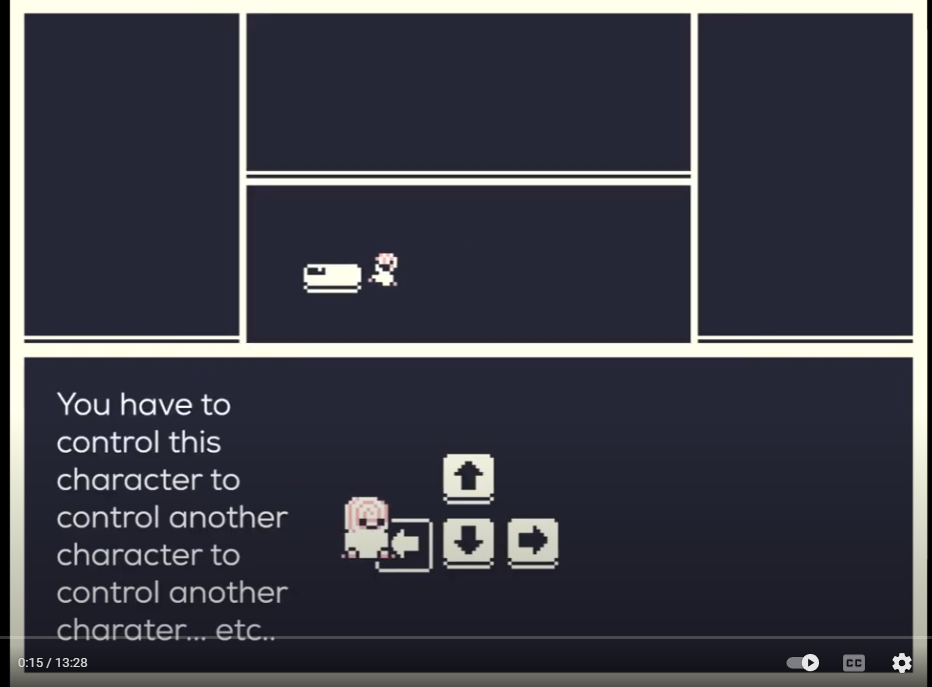 You have to
control this
character to
control another
character to
control another
charater... etc..
0:15 / 13:28
CC